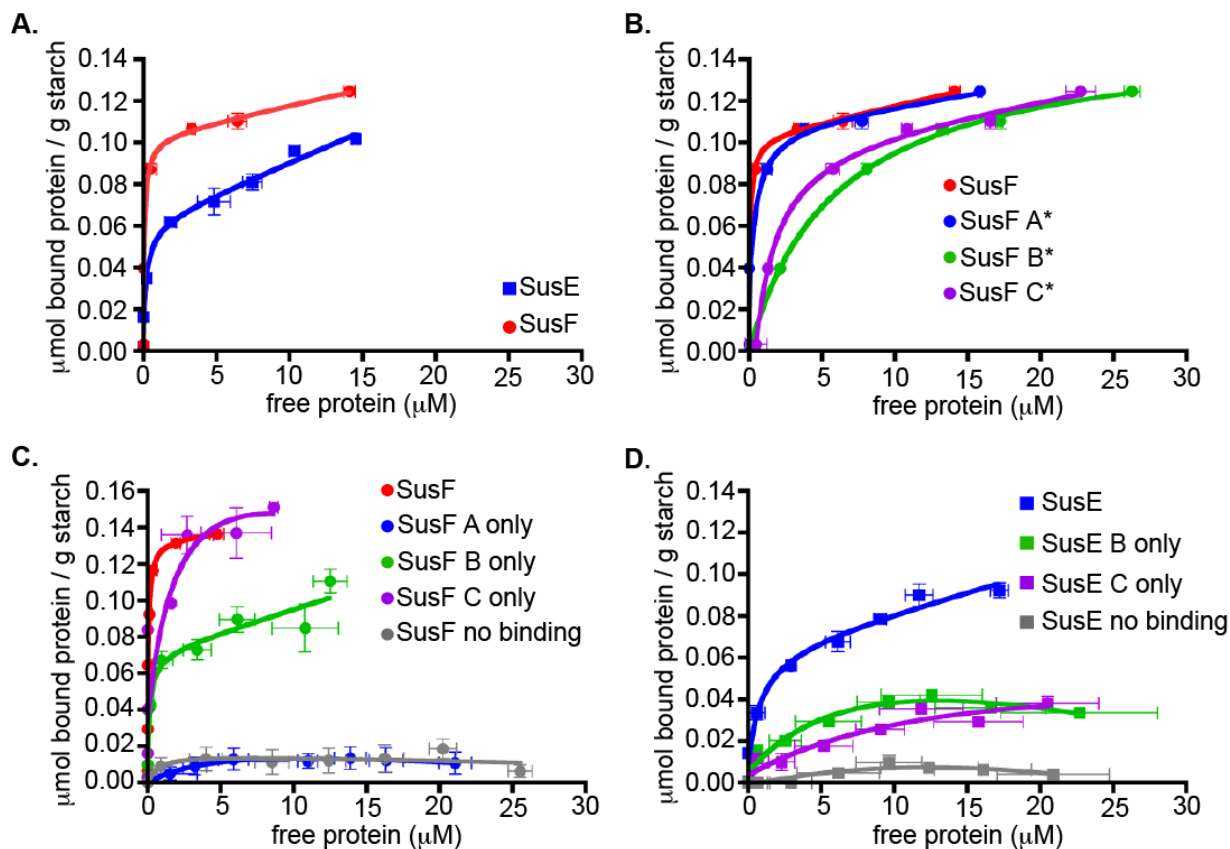 A.
μmol bound protein / g starch
0.14
0.12
0.10
0.08
0.06
0.04
0.02
0.00
SusE
SusF
0 5 10 15 20 25 30
free protein (μM)
B.
μmol bound protein / g starch
0.14
0.12
0.10
0.08
0.06
0.04
0.02
0.00
SusF
SusF A*
SusF B*
SusF C*
0 5 10 15 20 25 30
free protein (μM)
C.
μmol bound protein / g starch
0.16
0.14
0.12
0.10
0.08
0.06
0.04
0.02
0.00
SusF
SusF A only
SusF B only
SusF C only
SusF no binding
0 5 10 15 20 25 30
free protein (μM)
D.
μmol bound protein / g starch
0.14
0.12
0.10
0.08
0.06
0.04
0.02
0.00
SusE
SusE B only
SusE C only
SusE no binding
0 5 10 15 20 25 30
free protein (μM)